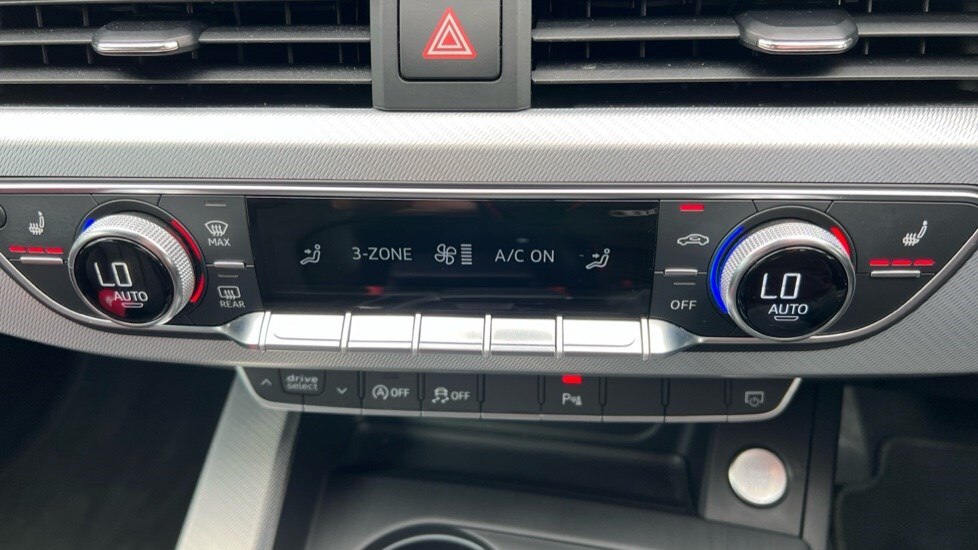 MAX
REAR
LO
AUTO
3-ZONE
A/C ON
OFF
LO
AUTO
drive
select
A OFF
OFF
P